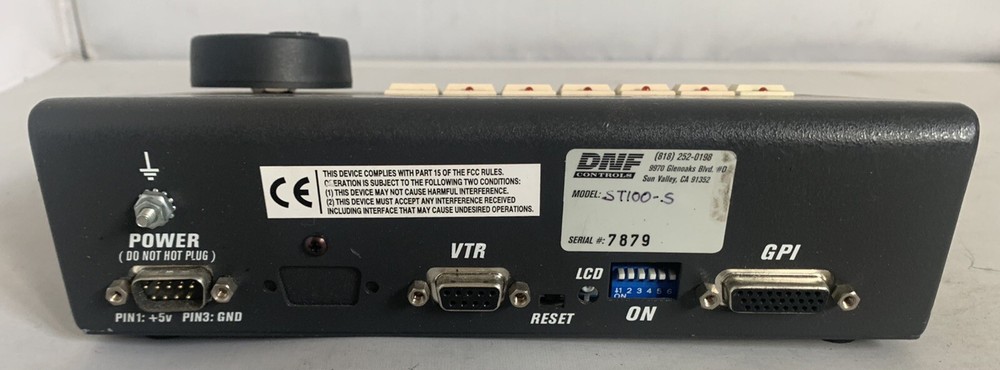 THIS DEVICE COMPLIES WITH PART 15 OF THE FCC RULES.
OPERATION IS SUBJECT TO THE FOLLOWING TWO CONDITIONS:
(1) THIS DEVICE MAY NOT CAUSE HARMFUL INTERFERENCE.
(2) THIS DEVICE MUST ACCEPT ANY INTERFERENCE RECEIVED
INCLUDING INTERFACE THAT MAY CAUSE UNDESIRED OPERATIONS.
CE
DNF
CONTROLS
(818) 252-0198
9970 Glenoaks Blvd. #D
Sun Valley, CA 91352
MODEL: ST100-S
SERIAL #: 7879
POWER
(DO NOT HOT PLUG)
PIN1: +5v PIN3: GND
VTR
RESET
LCD
1 2 3 4 5 6
ON
ON
GPI